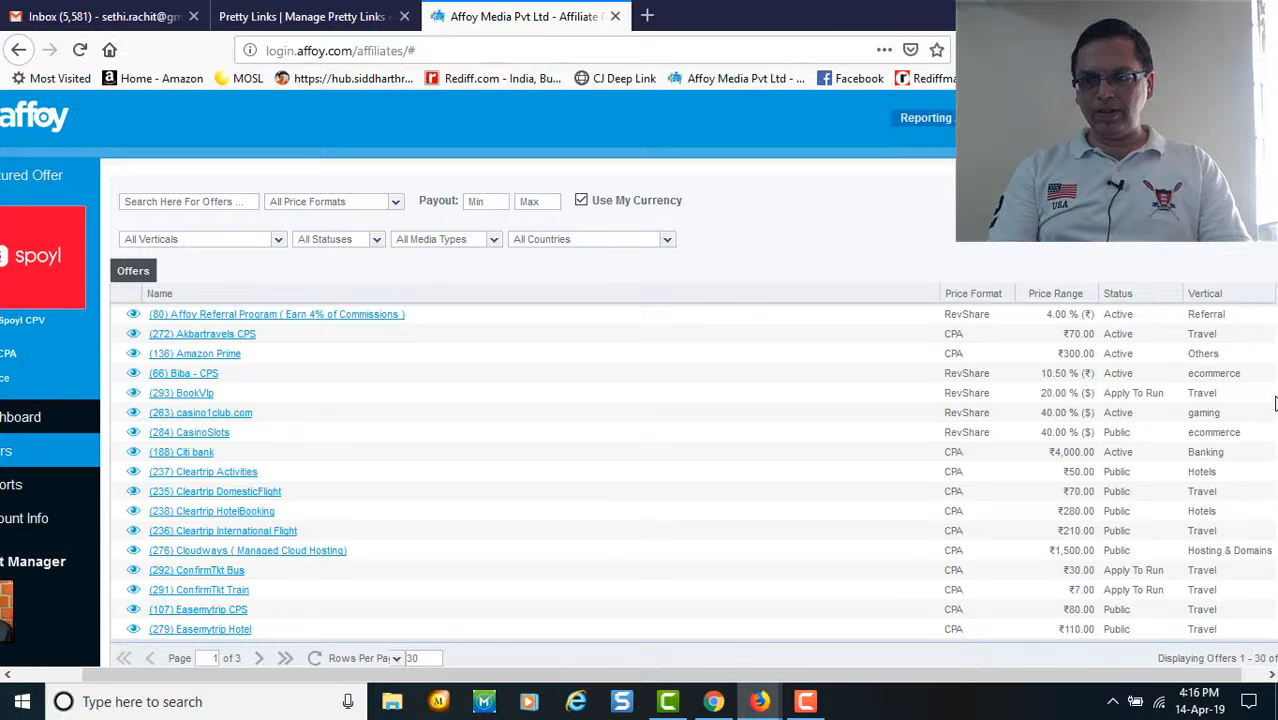 Inbox (5,581) - sethi.rachit@gm
Pretty Links | Manage Pretty Links
Affoy Media Pvt Ltd - Affiliate
login.affoy.com/affiliates/#
Most Visited
Home - Amazon
MOSL
https://hub.siddharthr...
Rediff.com - India, Bu...
CJ Deep Link
Affoy Media Pvt Ltd - ...
Facebook
Rediffma
affoy
Reporting
tured Offer
spoyl
Spoyl CPV
CPA
ce
hboard
rs
orts
ount Info
t Manager
Search Here For Offers ...
All Price Formats
Payout:
Min
Max
Use My Currency
All Verticals
All Statuses
All Media Types
All Countries
Offers
Name Price Format Price Range Status Vertical
(80) Affoy Referral Program ( Earn 4% of Commissions ) RevShare 4.00 % (₹) Active Referral
(272) Akbartravels CPS CPA ₹70.00 Active Travel
(136) Amazon Prime CPA ₹300.00 Active Others
(66) Biba - CPS RevShare 10.50 % (₹) Active ecommerce
(293) BookVIp RevShare 20.00 % ($) Apply To Run Travel
(263) casino1club.com RevShare 40.00 % ($) Active gaming
(284) CasinoSlots RevShare 40.00 % ($) Public ecommerce
(188) Citi bank CPA ₹4,000.00 Active Banking
(237) Cleartrip Activities CPA ₹50.00 Public Hotels
(235) Cleartrip DomesticFlight CPA ₹70.00 Public Travel
(238) Cleartrip HotelBooking CPA ₹280.00 Public Hotels
(236) Cleartrip International Flight CPA ₹210.00 Public Travel
(276) Cloudways ( Managed Cloud Hosting) CPA ₹1,500.00 Public Hosting & Domains
(292) ConfirmTkt Bus CPA ₹30.00 Apply To Run Travel
(291) ConfirmTkt Train CPA ₹7.00 Apply To Run Travel
(107) Easemytrip CPS CPA ₹80.00 Public Travel
(279) Easemytrip Hotel CPA ₹110.00 Public Travel
Page 1 of 3
Rows Per Pa 30
Displaying Offers 1 - 30 of
USA
Type here to search
4:16 PM
14-Apr-19